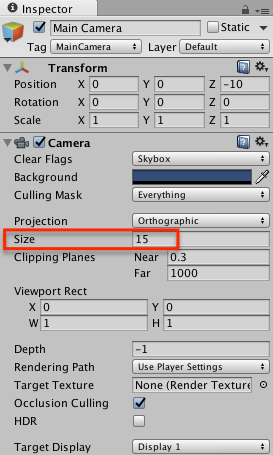 Inspector
Main Camera Static
Tag MainCamera Layer Default
Transform
Position X 0 Y 0 Z -10
Rotation X 0 Y 0 Z 0
Scale X 1 Y 1 Z 1
Camera
Clear Flags Skybox
Background
Culling Mask Everything
Projection Orthographic
Size 15
Clipping Planes Near 0.3
Far 1000
Viewport Rect
X 0 Y 0
W 1 H 1
Depth -1
Rendering Path Use Player Settings
Target Texture None (Render Texture
Occlusion Culling
HDR
Target Display Display 1